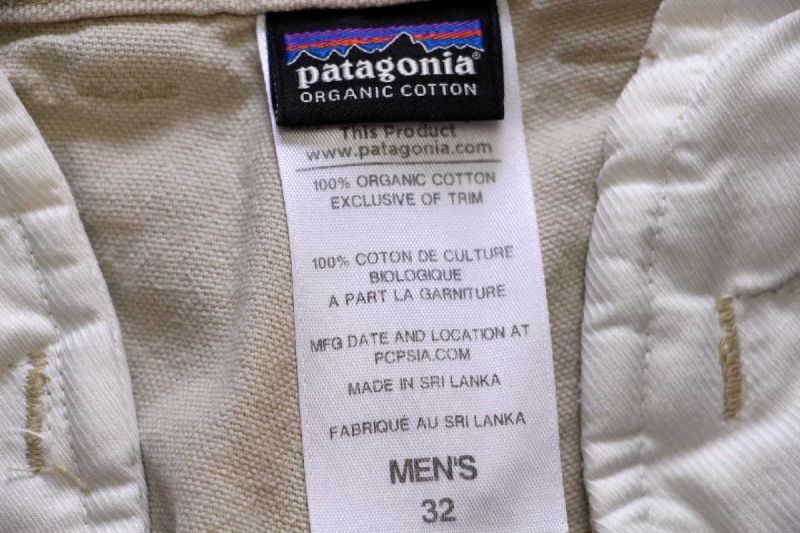 patagonia®
ORGANIC COTTON
This Product
www.patagonia.com
100% ORGANIC COTTON
EXCLUSIVE OF TRIM
100% COTON DE CULTURE
BIOLOGIQUE
A PART LA GARNITURE
MFG DATE AND LOCATION AT
PCPSIA.COM
MADE IN SRI LANKA
FABRIQUÉ AU SRI LANKA
MEN'S
32